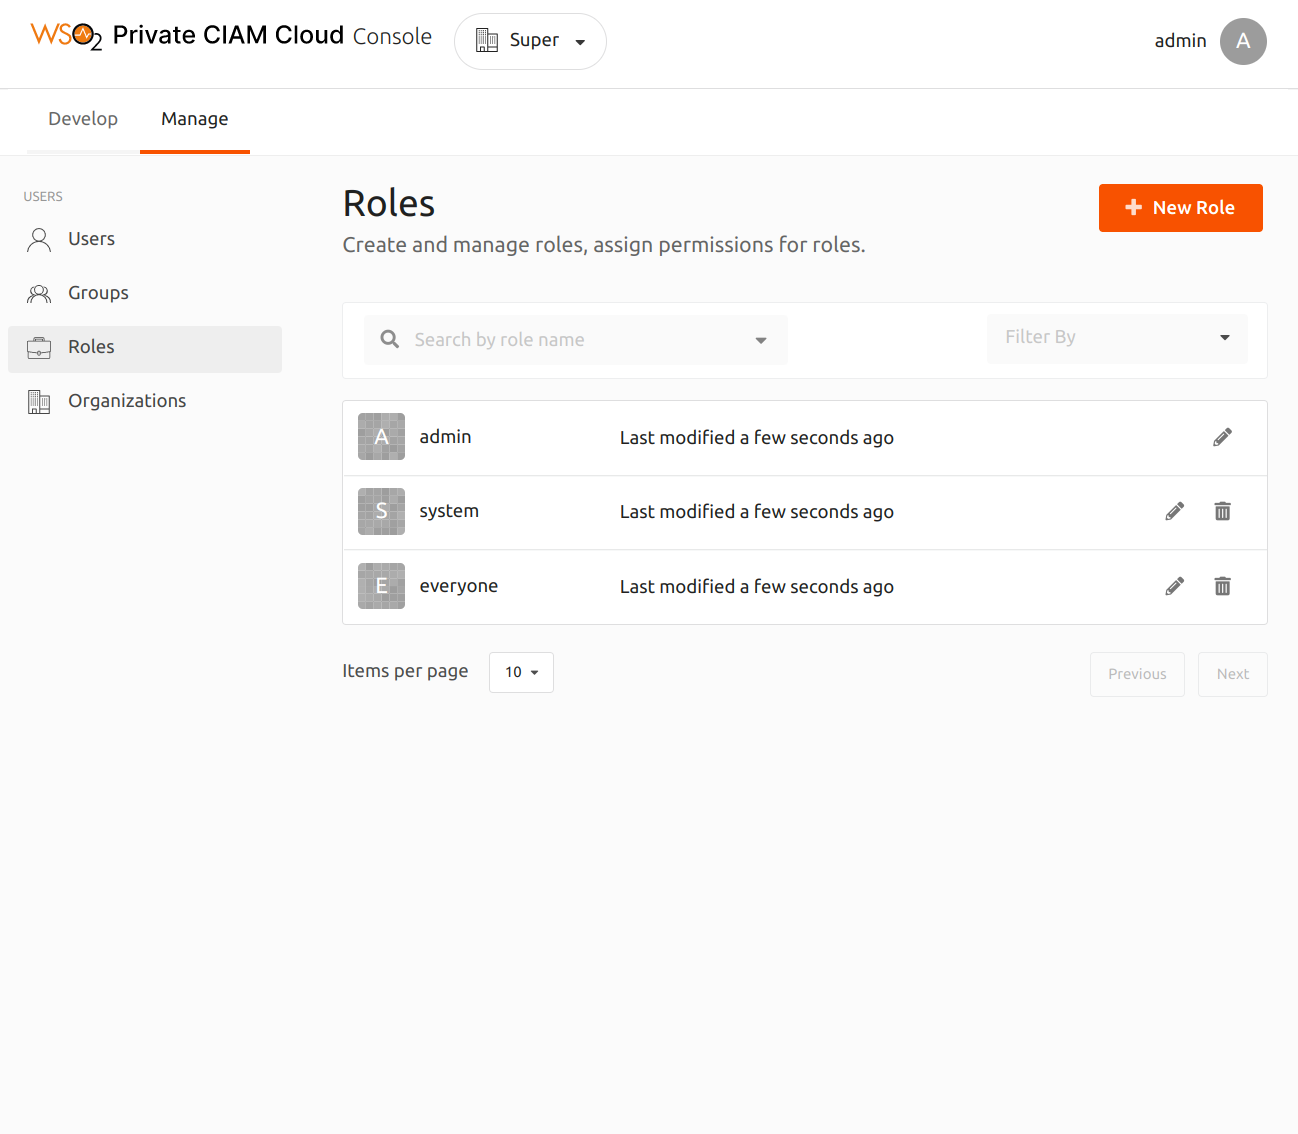 WSO2 Private CIAM Cloud Console
Super
admin
A
Develop
Manage
USERS
Users
Groups
Roles
Organizations
Roles
Create and manage roles, assign permissions for roles.
New Role
Search by role name
Filter By
A admin Last modified a few seconds ago
S system Last modified a few seconds ago
E everyone Last modified a few seconds ago
Items per page 10
Previous
Next